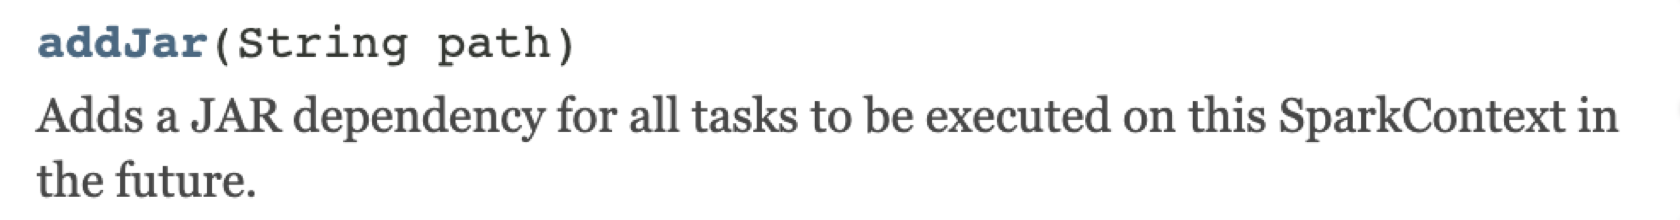 addJar(String path)
Adds a JAR dependency for all tasks to be executed on this SparkContext in
the future.